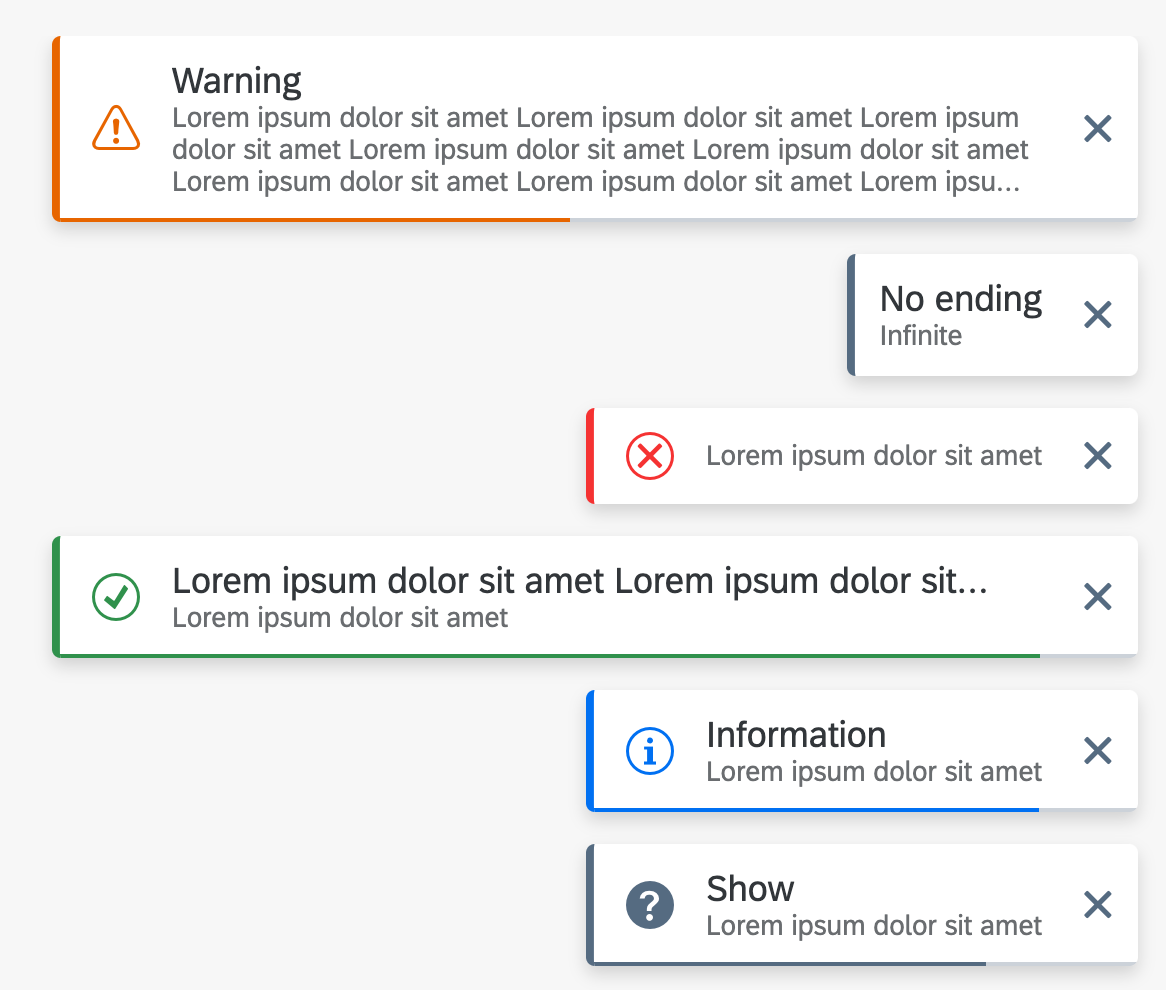 Warning
Lorem ipsum dolor sit amet Lorem ipsum dolor sit amet Lorem ipsum
dolor sit amet Lorem ipsum dolor sit amet Lorem ipsum dolor sit amet
Lorem ipsum dolor sit amet Lorem ipsum dolor sit amet Lorem ipsu...
No ending
Infinite
Lorem ipsum dolor sit amet
Lorem ipsum dolor sit amet Lorem ipsum dolor sit...
Lorem ipsum dolor sit amet
Information
Lorem ipsum dolor sit amet
Show
Lorem ipsum dolor sit amet